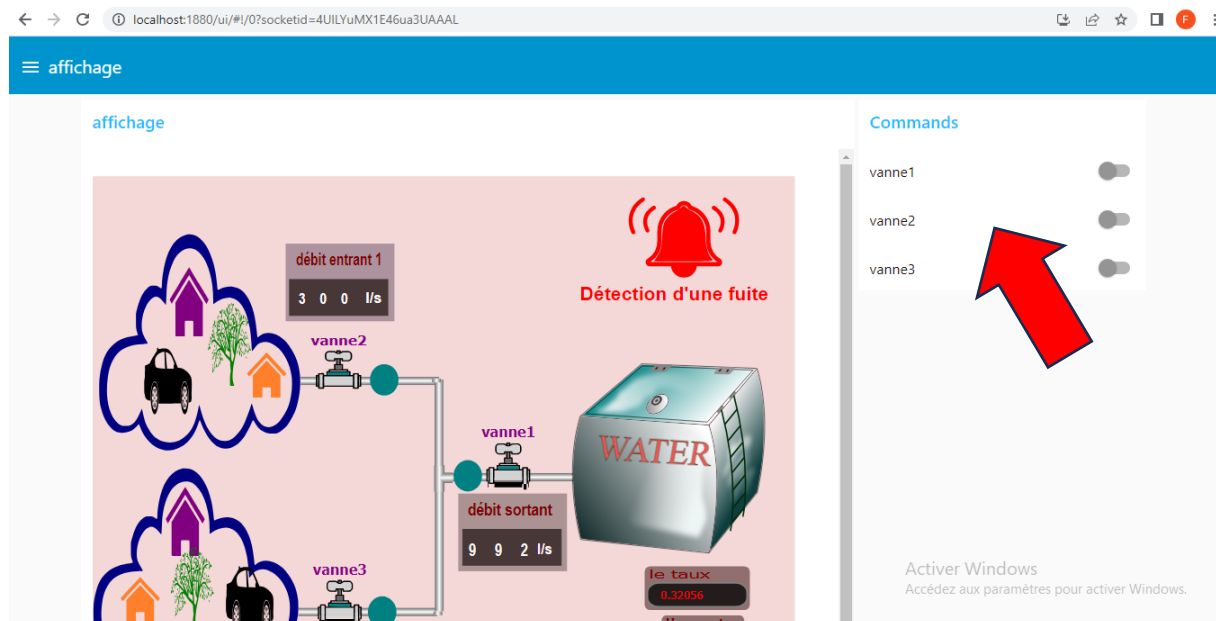 localhost:1880/ui/#!/0?socketid=4UILYuMX1E46ua3UAAAL
F
affichage
affichage
débit entrant 1
3 0 0 l/s
Détection d'une fuite
vanne2
vanne1
WATER
débit sortant
9 9 2 l/s
vanne3
le taux
0.32056
Commands
vanne1
vanne2
vanne3
Activer Windows
Accédez aux paramètres pour activer Windows.